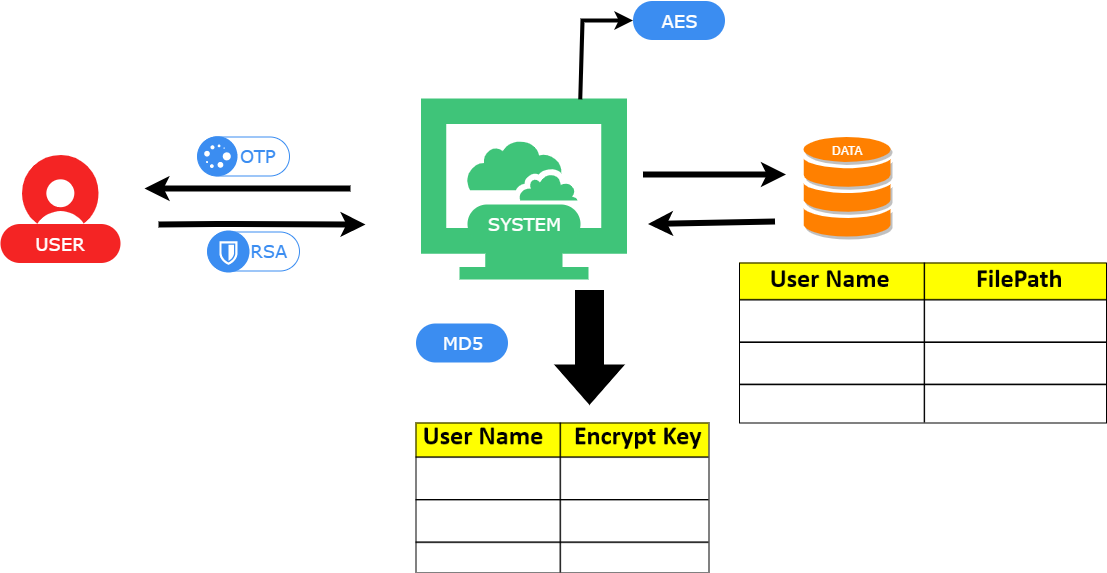 AES
OTP
DATA
USER
SYSTEM
RSA
User Name FilePath
MD5
User Name Encrypt Key